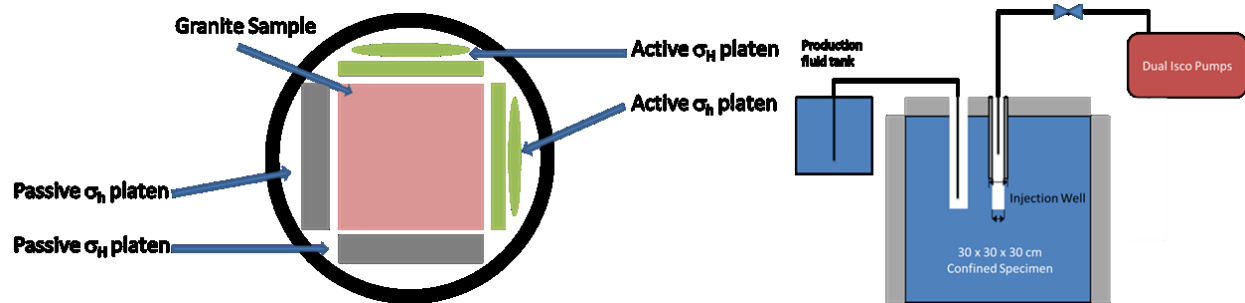 Granite Sample
Active σH platen
Active σh platen
Passive σh platen
Passive σH platen
Production
fluid tank
Dual Isco Pumps
Injection Well
30 x 30 x 30 cm
Confined Specimen